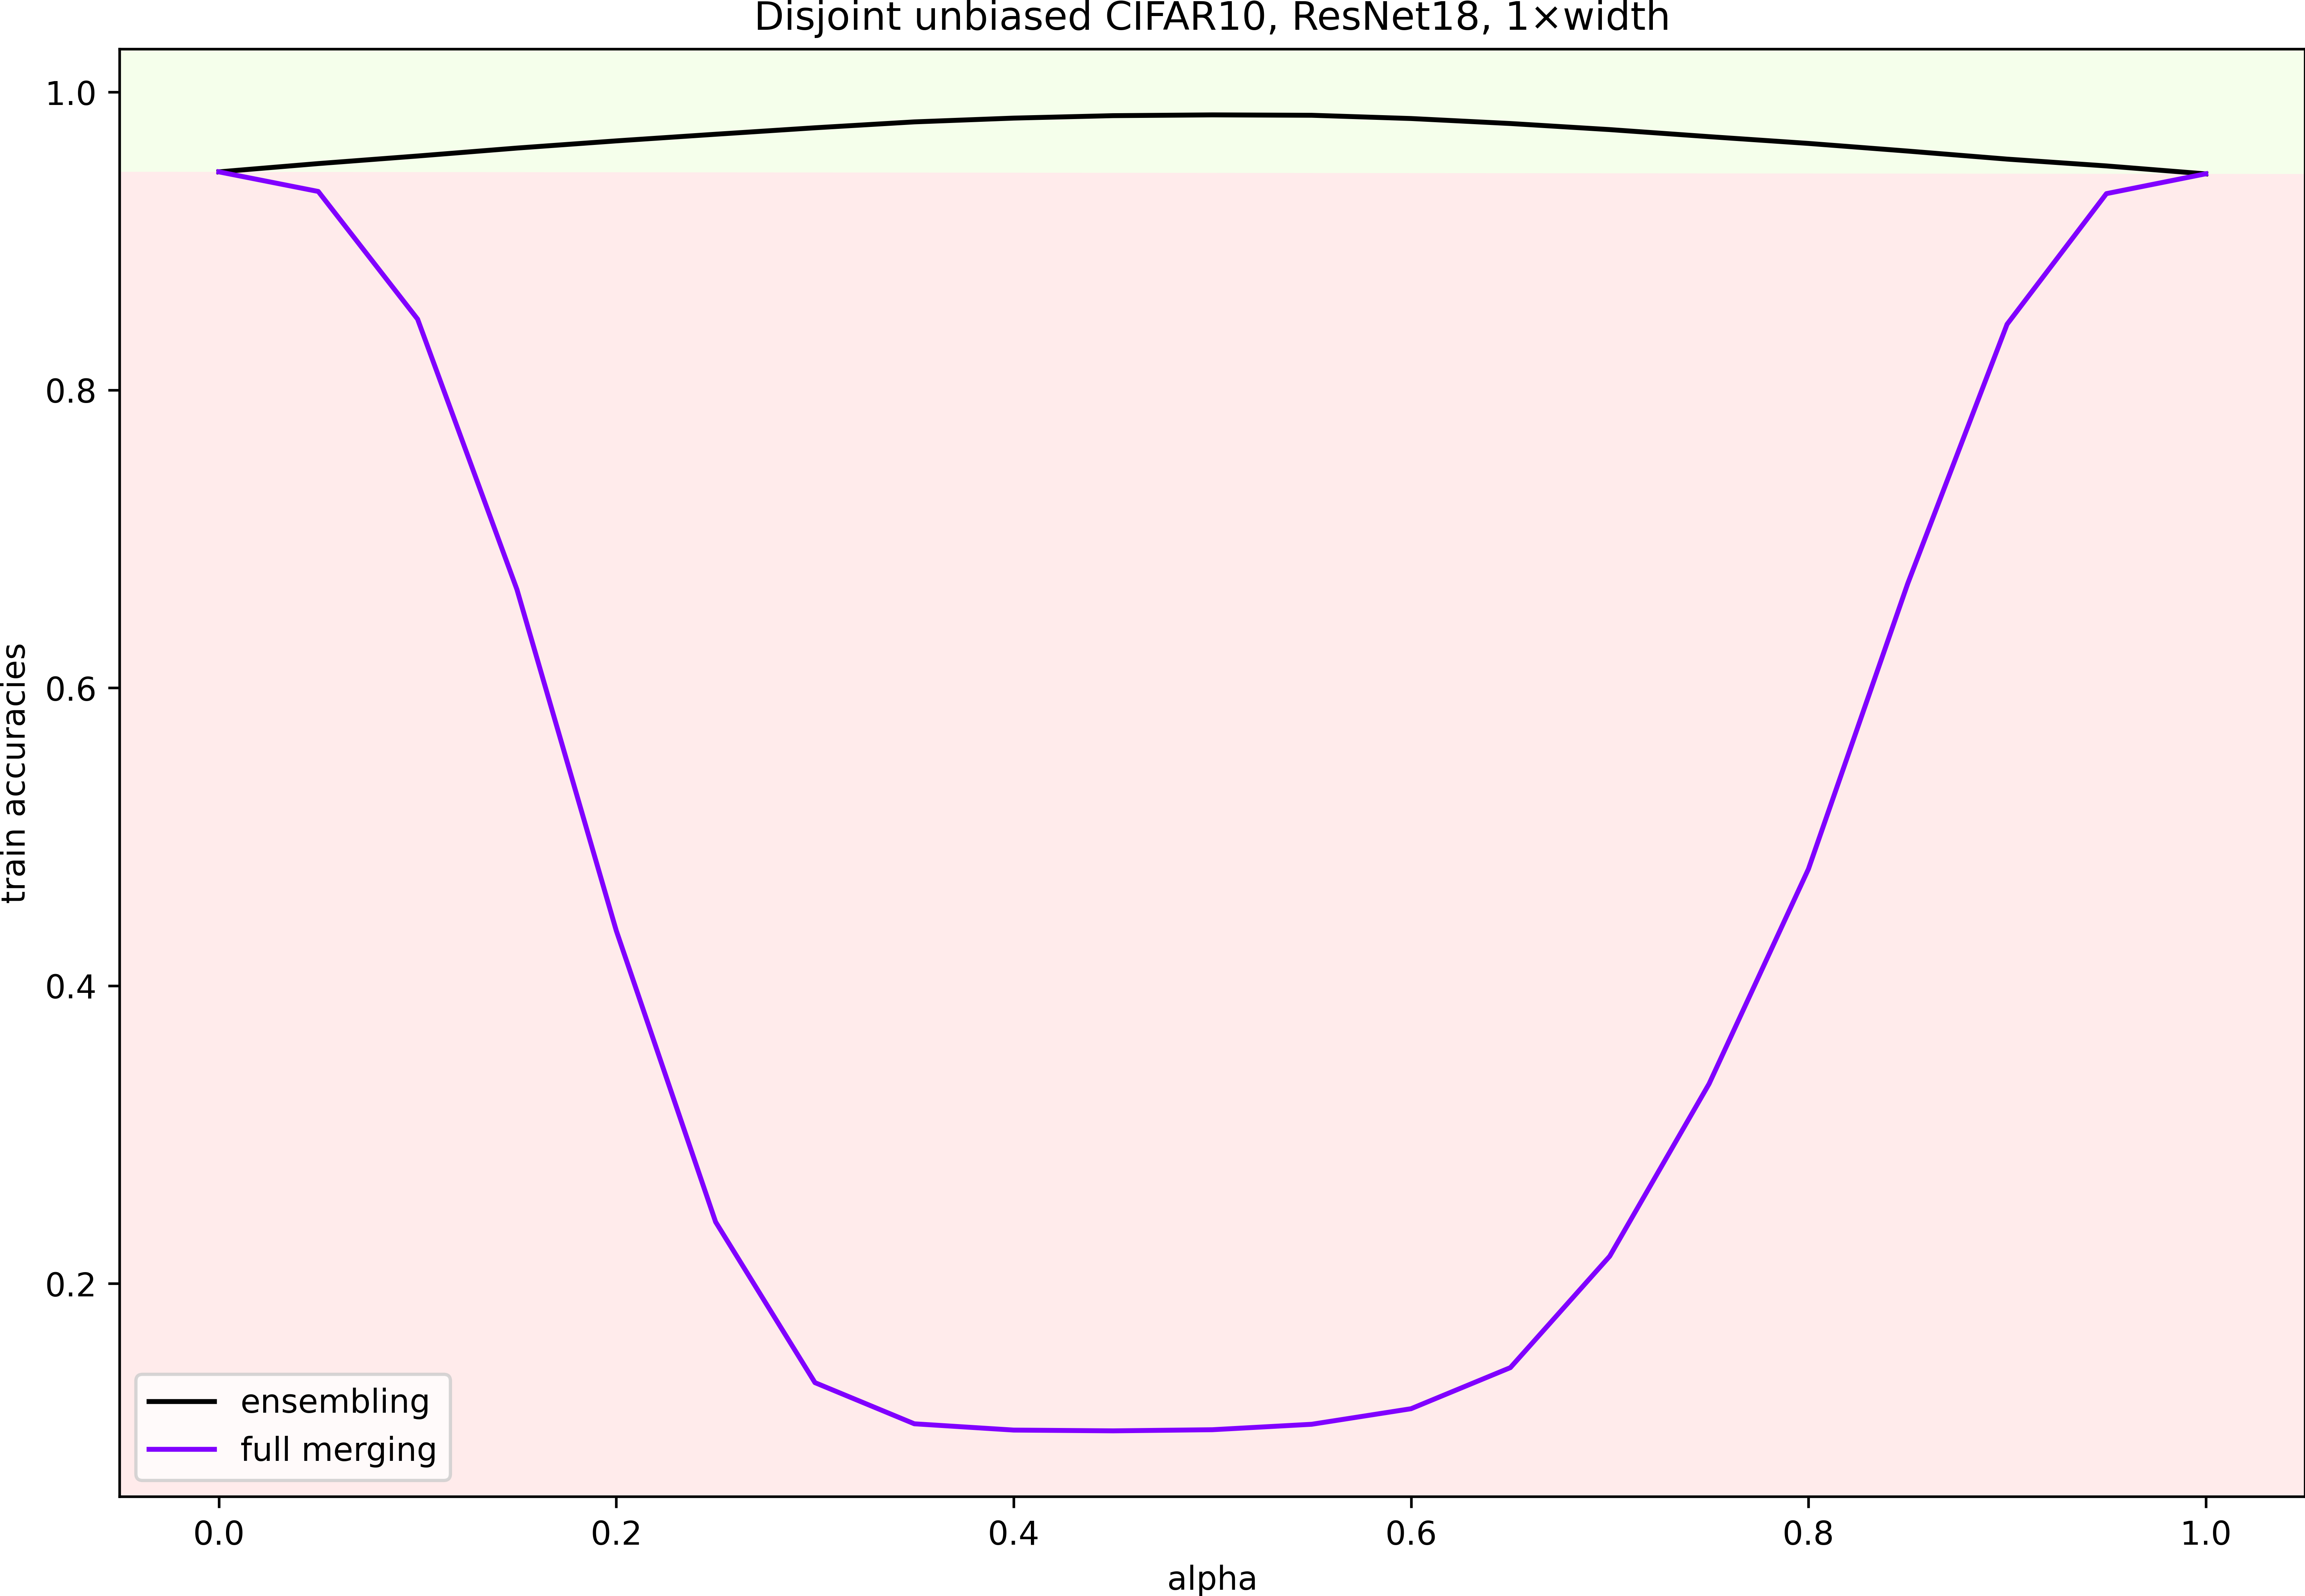 Disjoint unbiased CIFAR10, ResNet18, 1×width
train accuracies
1.0
0.8
0.6
0.4
0.2
ensembling
full merging
0.0 0.2 0.4 0.6 0.8 1.0
alpha